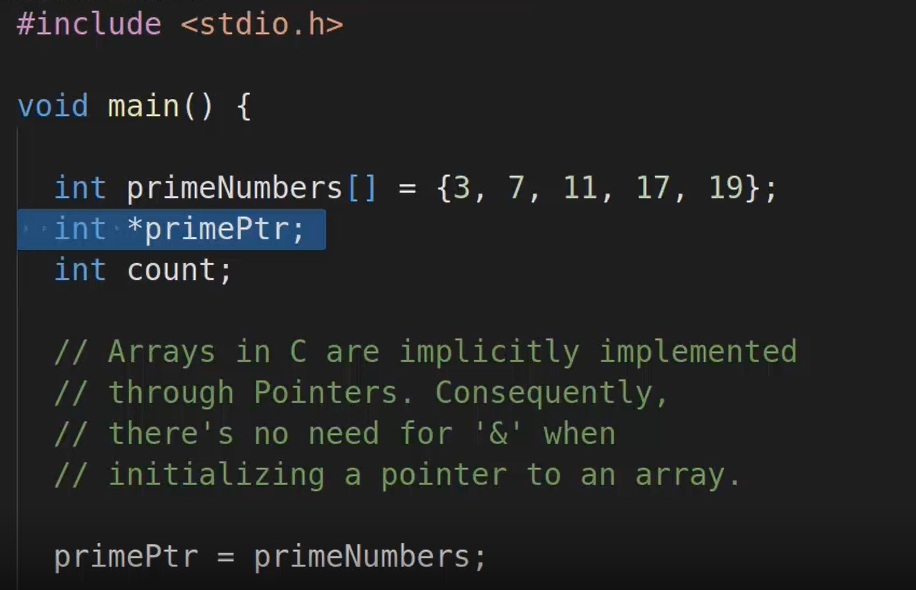 #include <stdio.h>
void main() {
int primeNumbers[] = {3, 7, 11, 17, 19};
int *primePtr;
int count;
// Arrays in C are implicitly implemented
// through Pointers. Consequently,
// there's no need for '&' when
// initializing a pointer to an array.
primePtr = primeNumbers;